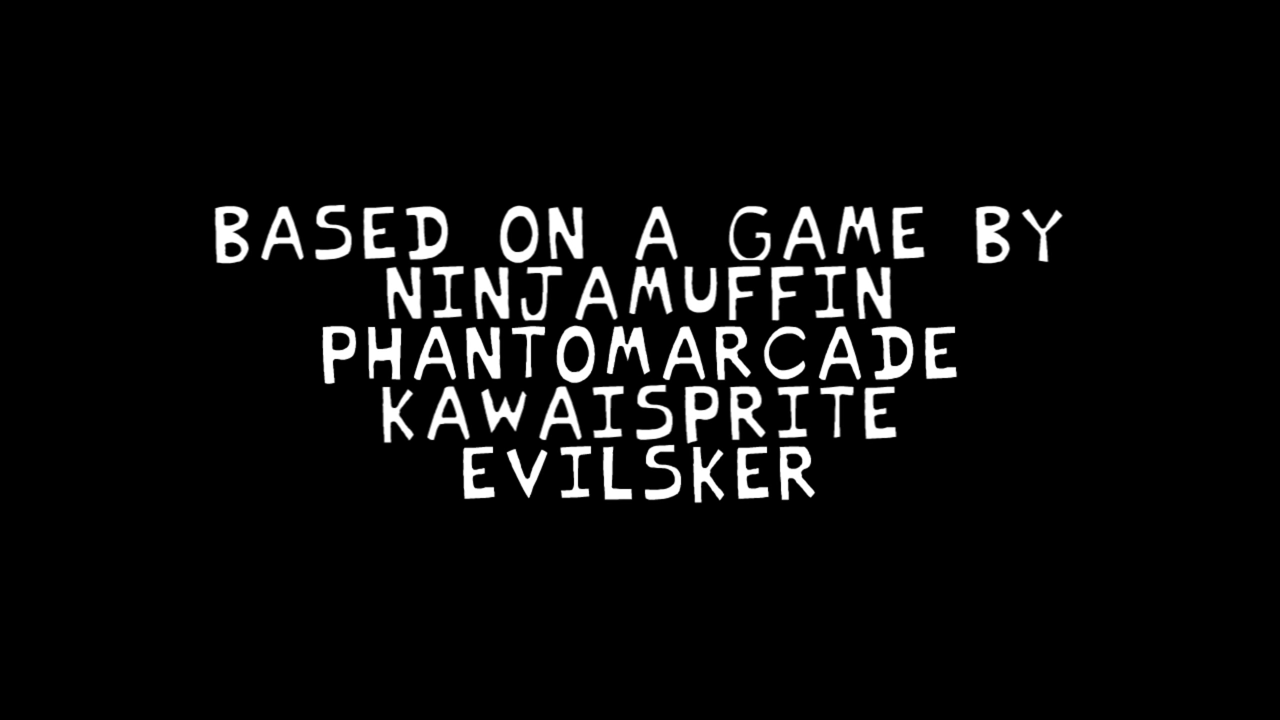 BASED ON A GAME BY
NINJAMUFFIN
PHANTOMARCADE
KAWAISPRITE
EVILSKER